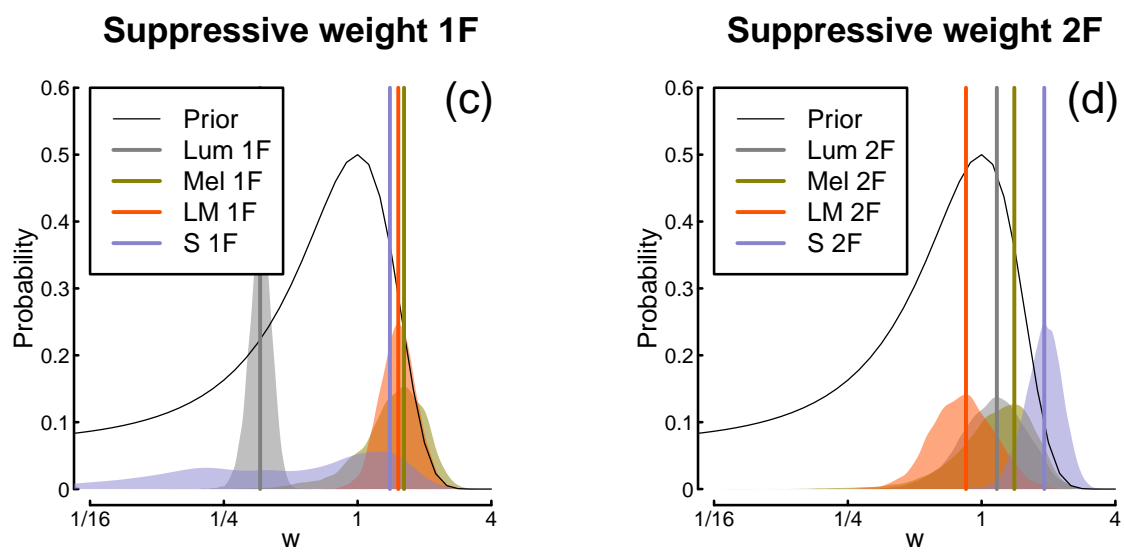 Suppressive weight 1F
(c)
Probability
0.6
0.5
0.4
0.3
0.2
0.1
0
Prior
Lum 1F
Mel 1F
LM 1F
S 1F
1/16
1/4
1
4
w
Suppressive weight 2F
(d)
Probability
0.6
0.5
0.4
0.3
0.2
0.1
0
Prior
Lum 2F
Mel 2F
LM 2F
S 2F
1/16
1/4
1
4
w